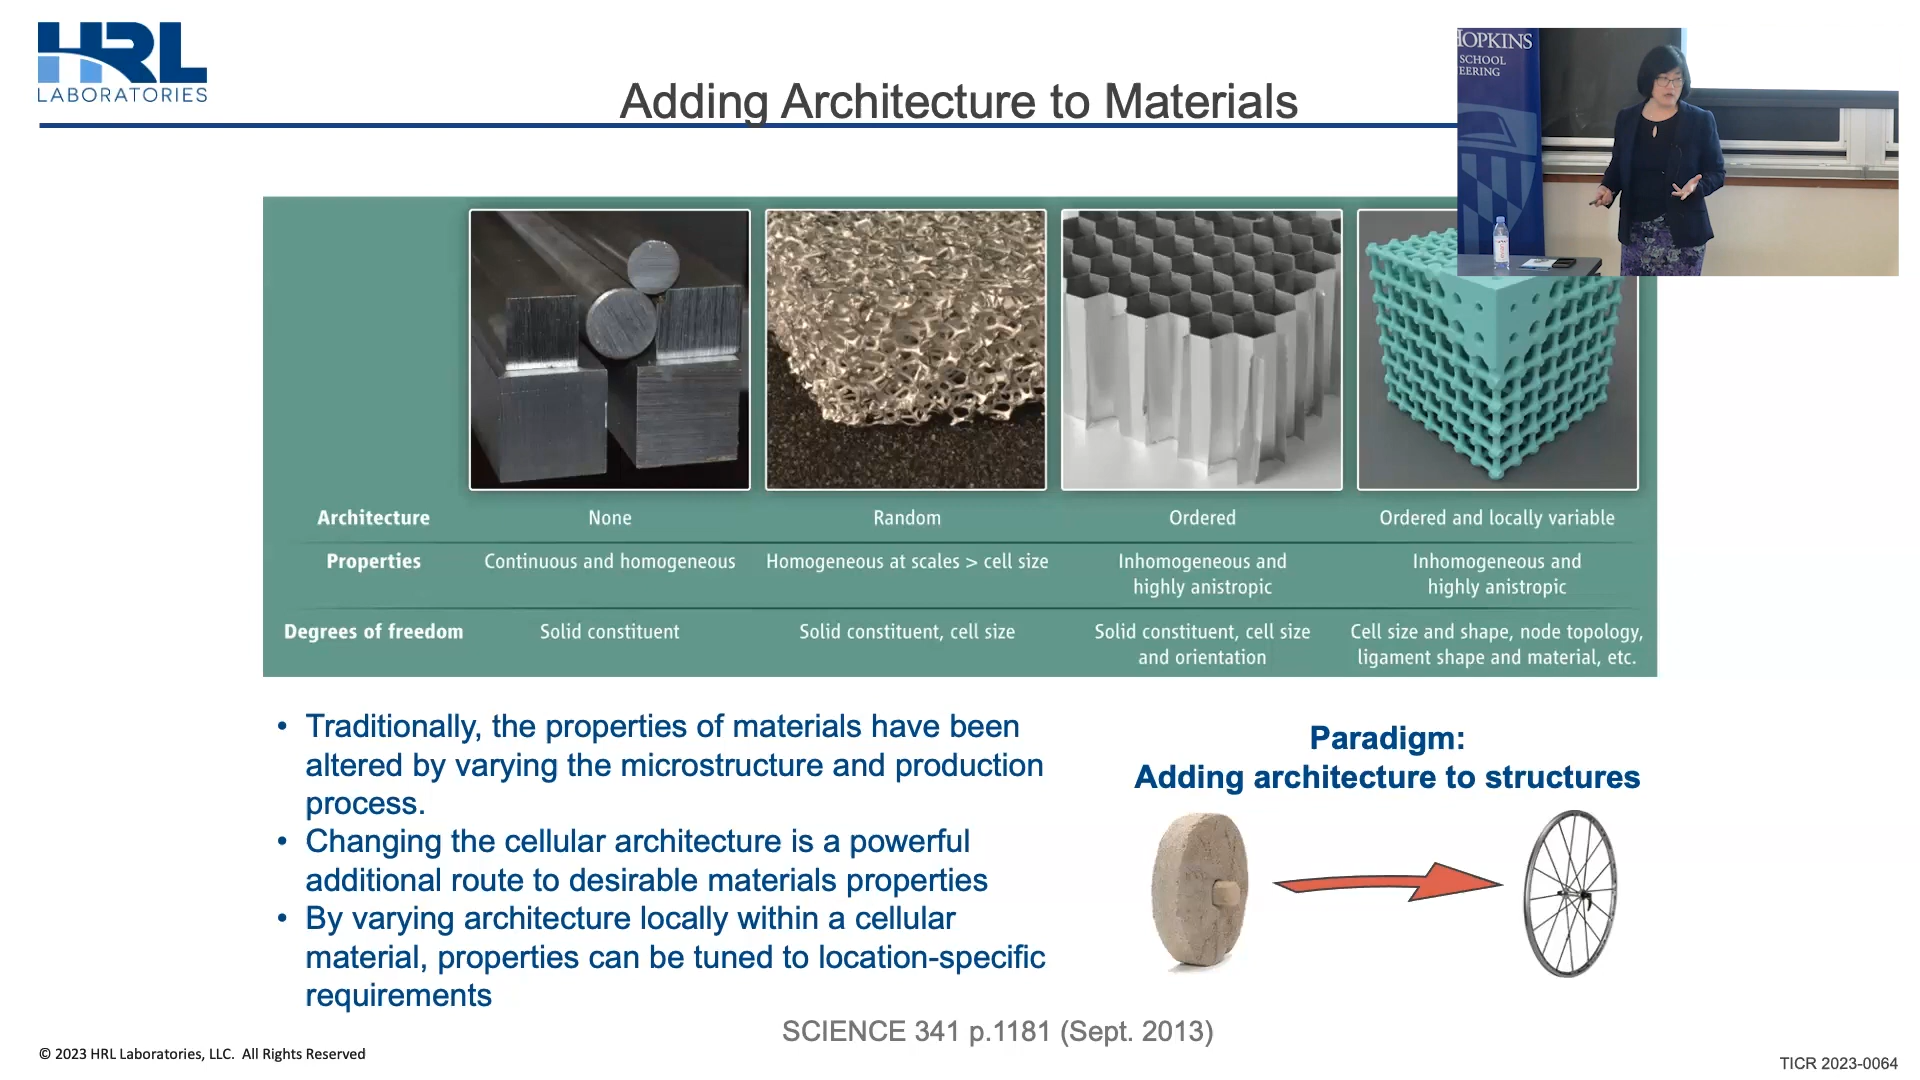 HRL
LABORATORIES
Adding Architecture to Materials
HOPKINS
SCHOOL
EERING
Architecture None Random Ordered Ordered and locally variable
Properties Continuous and homogeneous Homogeneous at scales > cell size Inhomogeneous and highly anistropic Inhomogeneous and highly anistropic
Degrees of freedom Solid constituent Solid constituent, cell size Solid constituent, cell size and orientation Cell size and shape, node topology, ligament shape and material, etc.
• Traditionally, the properties of materials have been
altered by varying the microstructure and production
process.
• Changing the cellular architecture is a powerful
additional route to desirable materials properties
• By varying architecture locally within a cellular
material, properties can be tuned to location-specific
requirements
Paradigm:
Adding architecture to structures
SCIENCE 341 p.1181 (Sept. 2013)
© 2023 HRL Laboratories, LLC. All Rights Reserved
TICR 2023-0064